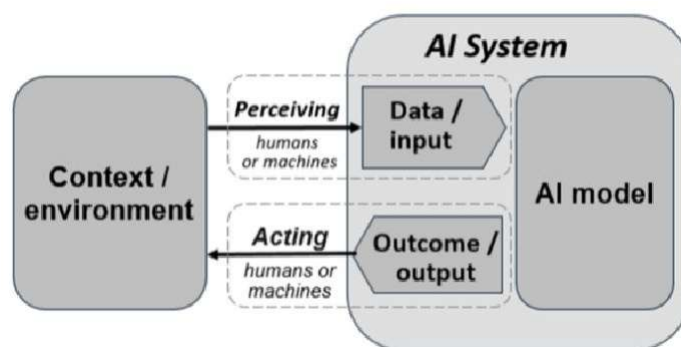 AI System
Perceiving
humans
or machines
Data /
input
Context /
environment
AI model
Acting
humans or
machines
Outcome /
output